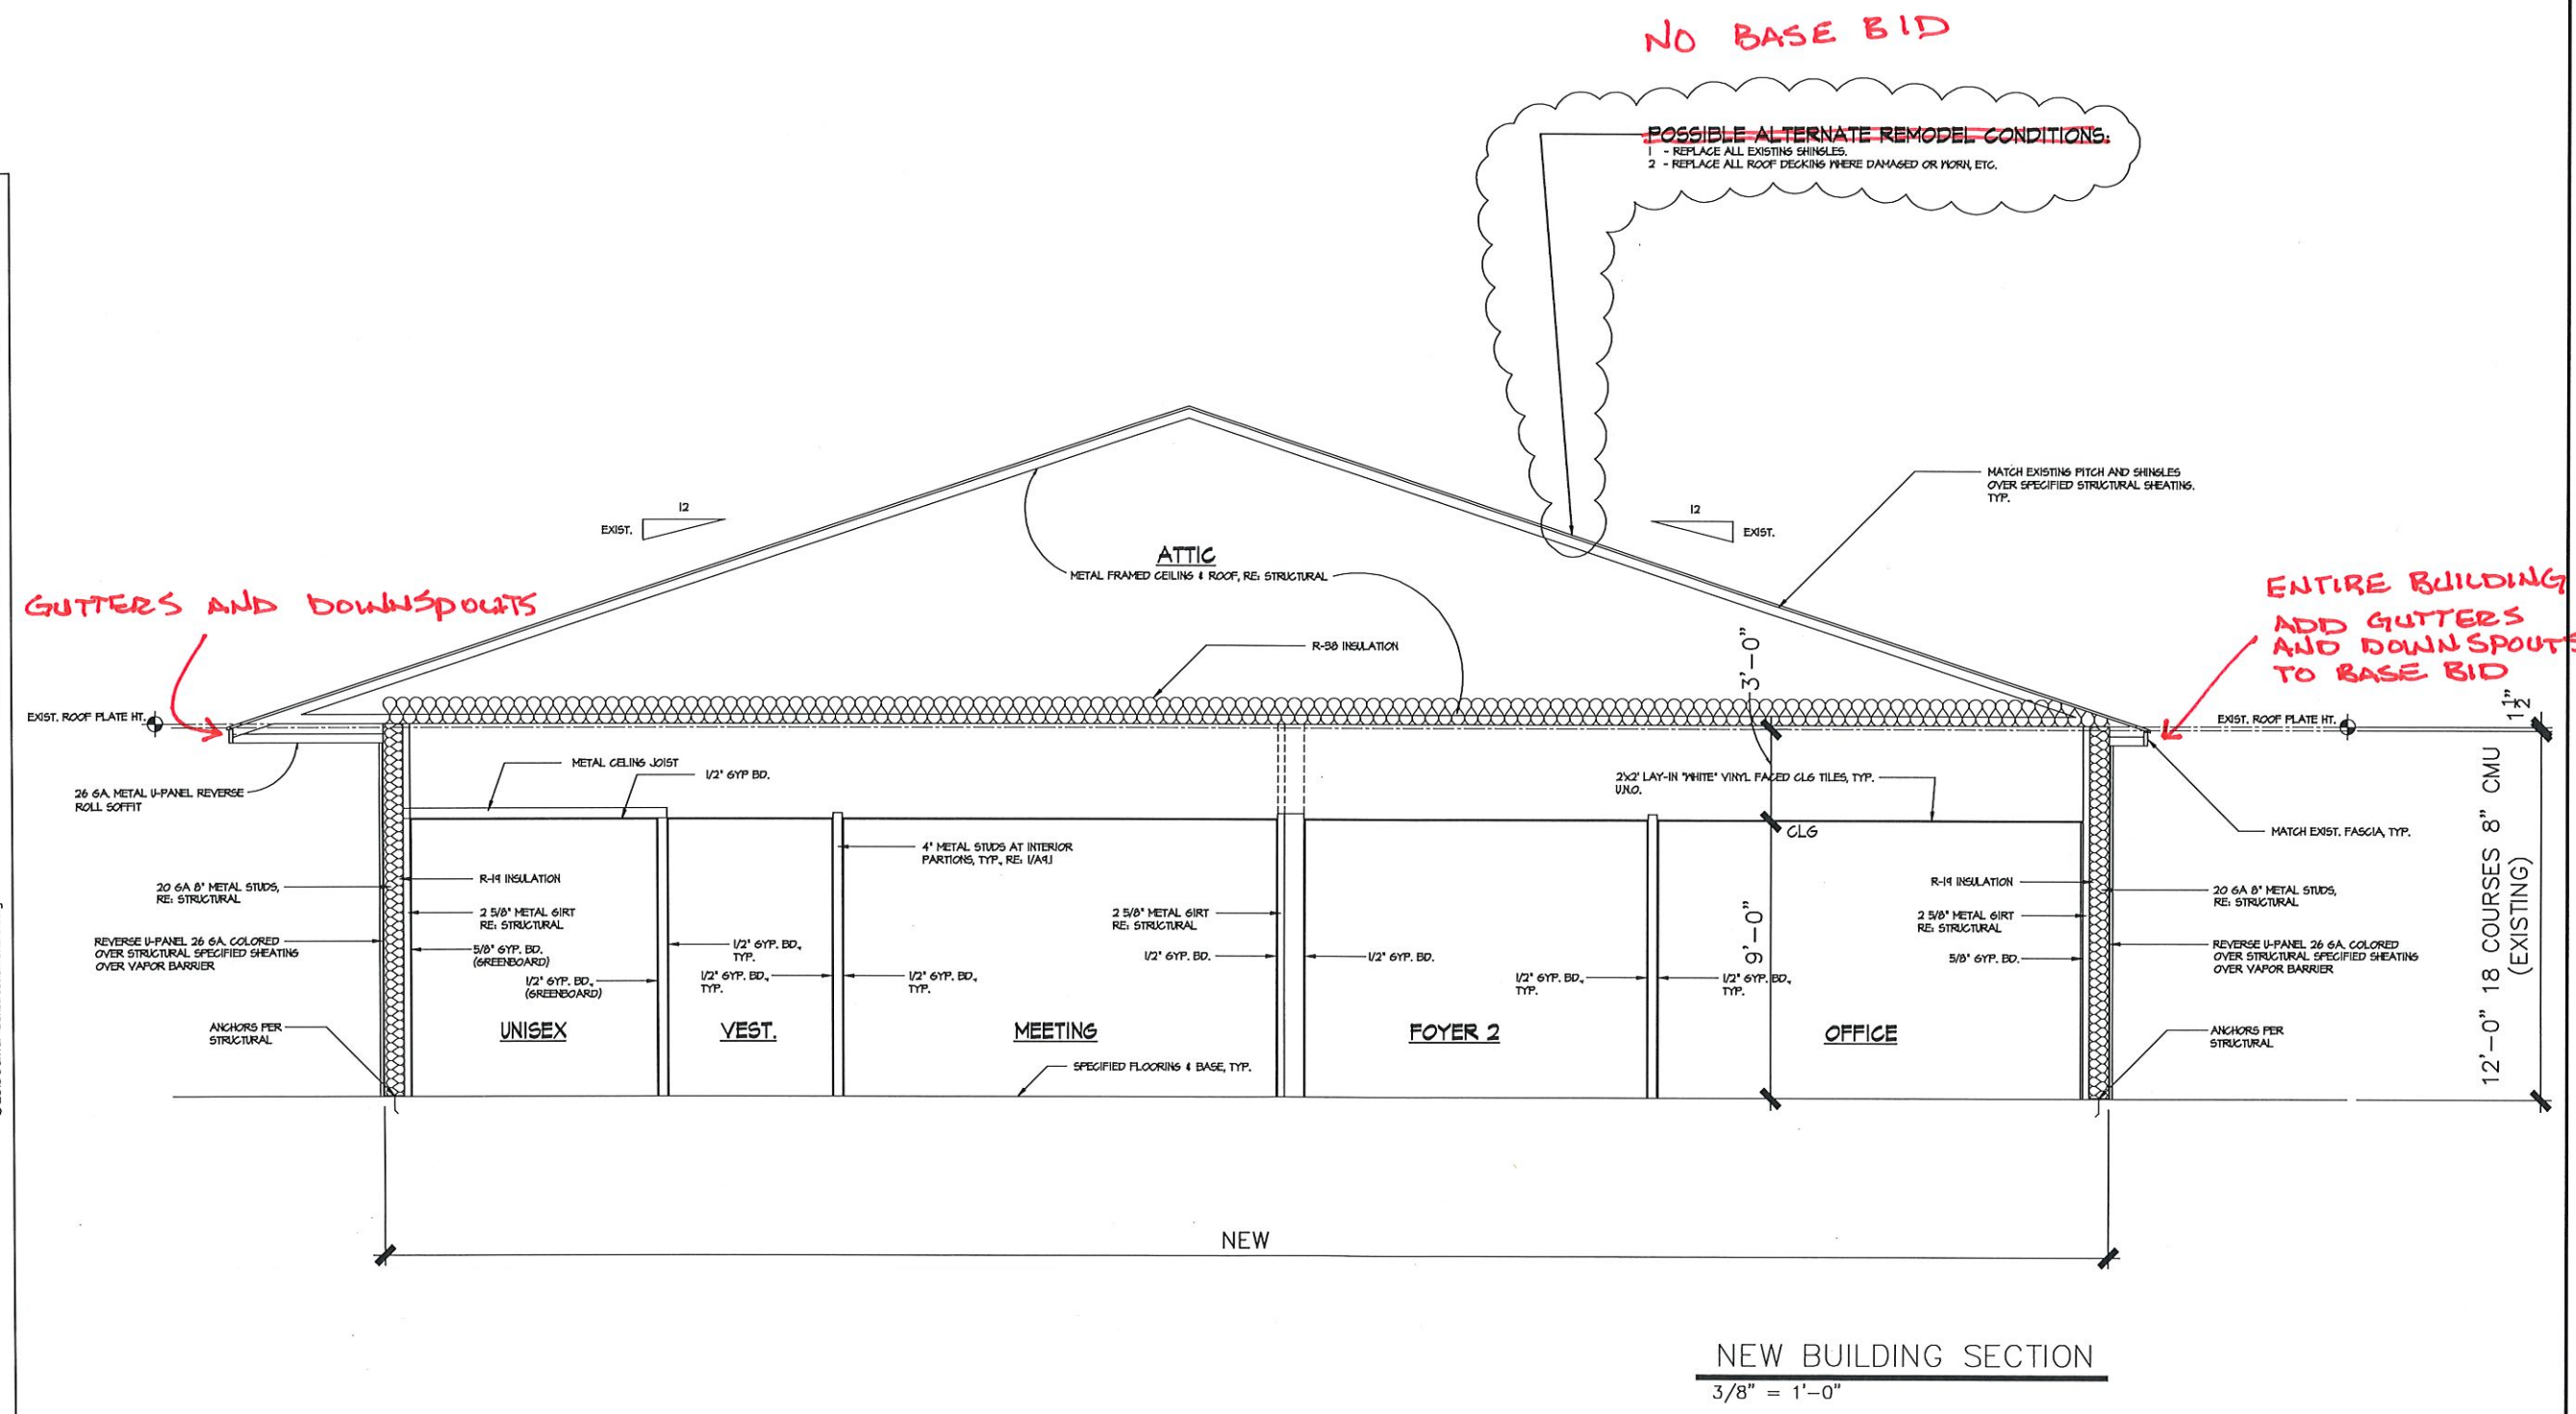 NO BASE BID
POSSIBLE ALTERNATE REMODEL CONDITIONS:
1 - REPLACE ALL EXISTING SHINGLES.
2 - REPLACE ALL ROOF DECKING WHERE DAMAGED OR WORN, ETC.
MATCH EXISTING PITCH AND SHINGLES
OVER SPECIFIED STRUCTURAL SHEATING.
TYP.
12
EXIST.
12
EXIST.
ATTIC
METAL FRAMED CEILING & ROOF, RE: STRUCTURAL
GUTTERS AND DOWNSPOUTS
ENTIRE BUILDING
ADD GUTTERS
AND DOWNSPOUTS
TO BASE BID
R-38 INSULATION
3'-0"
EXIST. ROOF PLATE HT.
EXIST. ROOF PLATE HT.
1 1/2"
METAL CELING JOIST
1/2" GYP BD.
26 GA. METAL U-PANEL REVERSE
ROLL SOFFIT
2'x2' LAY-IN "WHITE" VINYL FACED CLG TILES, TYP.
U.N.O.
CLG
MATCH EXIST. FASCIA, TYP.
4" METAL STUDS AT INTERIOR
PARTIONS, TYP., RE: 1/A9.1
20 GA 8" METAL STUDS,
RE: STRUCTURAL
R-19 INSULATION
2 5/8" METAL GIRT
RE: STRUCTURAL
REVERSE U-PANEL 26 GA. COLORED
OVER STRUCTURAL SPECIFIED SHEATING
OVER VAPOR BARRIER
5/8" GYP. BD.
(GREENBOARD)
1/2" GYP. BD.,
(GREENBOARD)
1/2" GYP. BD.,
TYP.
1/2" GYP. BD.,
TYP.
1/2" GYP. BD.,
TYP.
2 5/8" METAL GIRT
RE: STRUCTURAL
1/2" GYP. BD.
1/2" GYP. BD.
1/2" GYP. BD.,
TYP.
1/2" GYP. BD.,
TYP.
9'-0"
R-19 INSULATION
2 5/8" METAL GIRT
RE: STRUCTURAL
5/8" GYP. BD.
20 GA 8" METAL STUDS,
RE: STRUCTURAL
REVERSE U-PANEL 26 GA. COLORED
OVER STRUCTURAL SPECIFIED SHEATING
OVER VAPOR BARRIER
12'-0" 18 COURSES 8" CMU
(EXISTING)
ANCHORS PER
STRUCTURAL
UNISEX
VEST.
MEETING
FOYER 2
OFFICE
ANCHORS PER
STRUCTURAL
SPECIFIED FLOORING & BASE, TYP.
NEW
NEW BUILDING SECTION
3/8" = 1'-0"